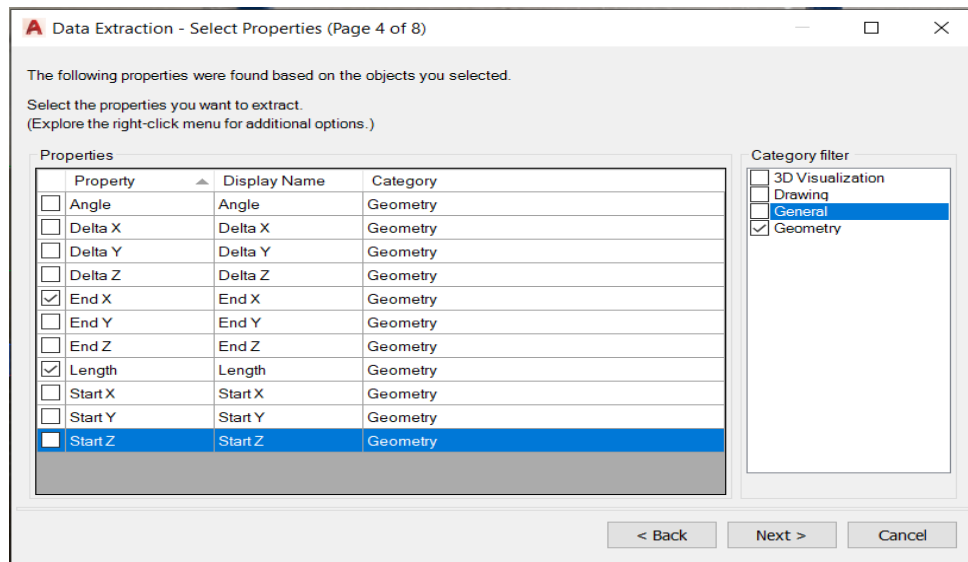 Data Extraction - Select Properties (Page 4 of 8)
The following properties were found based on the objects you selected.
Select the properties you want to extract.
(Explore the right-click menu for additional options.)
Properties
Property Display Name Category
Angle Angle Geometry
Delta X Delta X Geometry
Delta Y Delta Y Geometry
Delta Z Delta Z Geometry
End X End X Geometry
End Y End Y Geometry
End Z End Z Geometry
Length Length Geometry
Start X Start X Geometry
Start Y Start Y Geometry
Start Z Start Z Geometry
Category filter
3D Visualization
Drawing
General
Geometry
< Back Next > Cancel